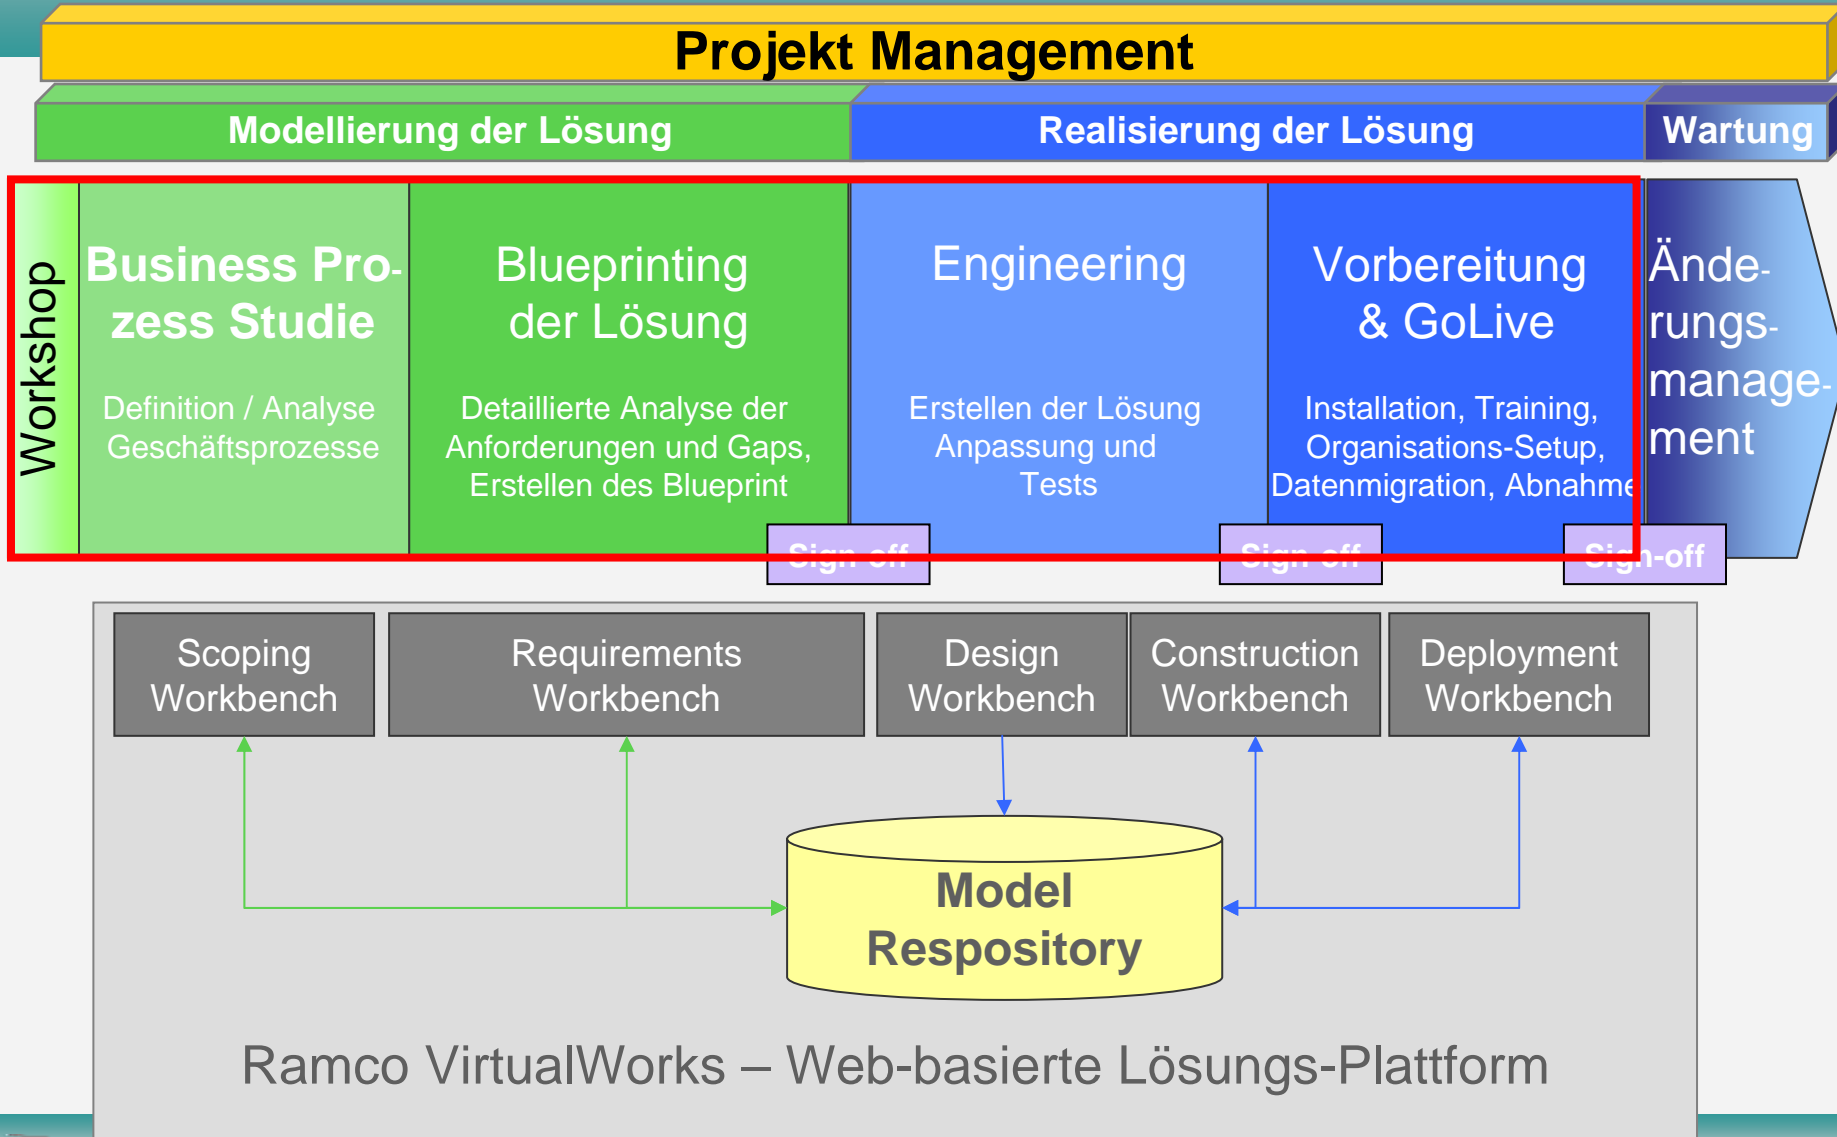 Projekt Management
Modellierung der Lösung
Realisierung der Lösung
Wartung
Workshop
Business Pro-
zess Studie
Definition / Analyse
Geschäftsprozesse
Blueprinting
der Lösung
Detaillierte Analyse der
Anforderungen und Gaps,
Erstellen des Blueprint
Engineering
Erstellen der Lösung
Anpassung und
Tests
Vorbereitung
& GoLive
Installation, Training,
Organisations-Setup,
Datenmigration, Abnahme
Ände-
rungs-
manage-
ment
Sign-off
Sign-off
Sign-off
Scoping
Workbench
Requirements
Workbench
Design
Workbench
Construction
Workbench
Deployment
Workbench
Model
Respository
Ramco VirtualWorks – Web-basierte Lösungs-Plattform